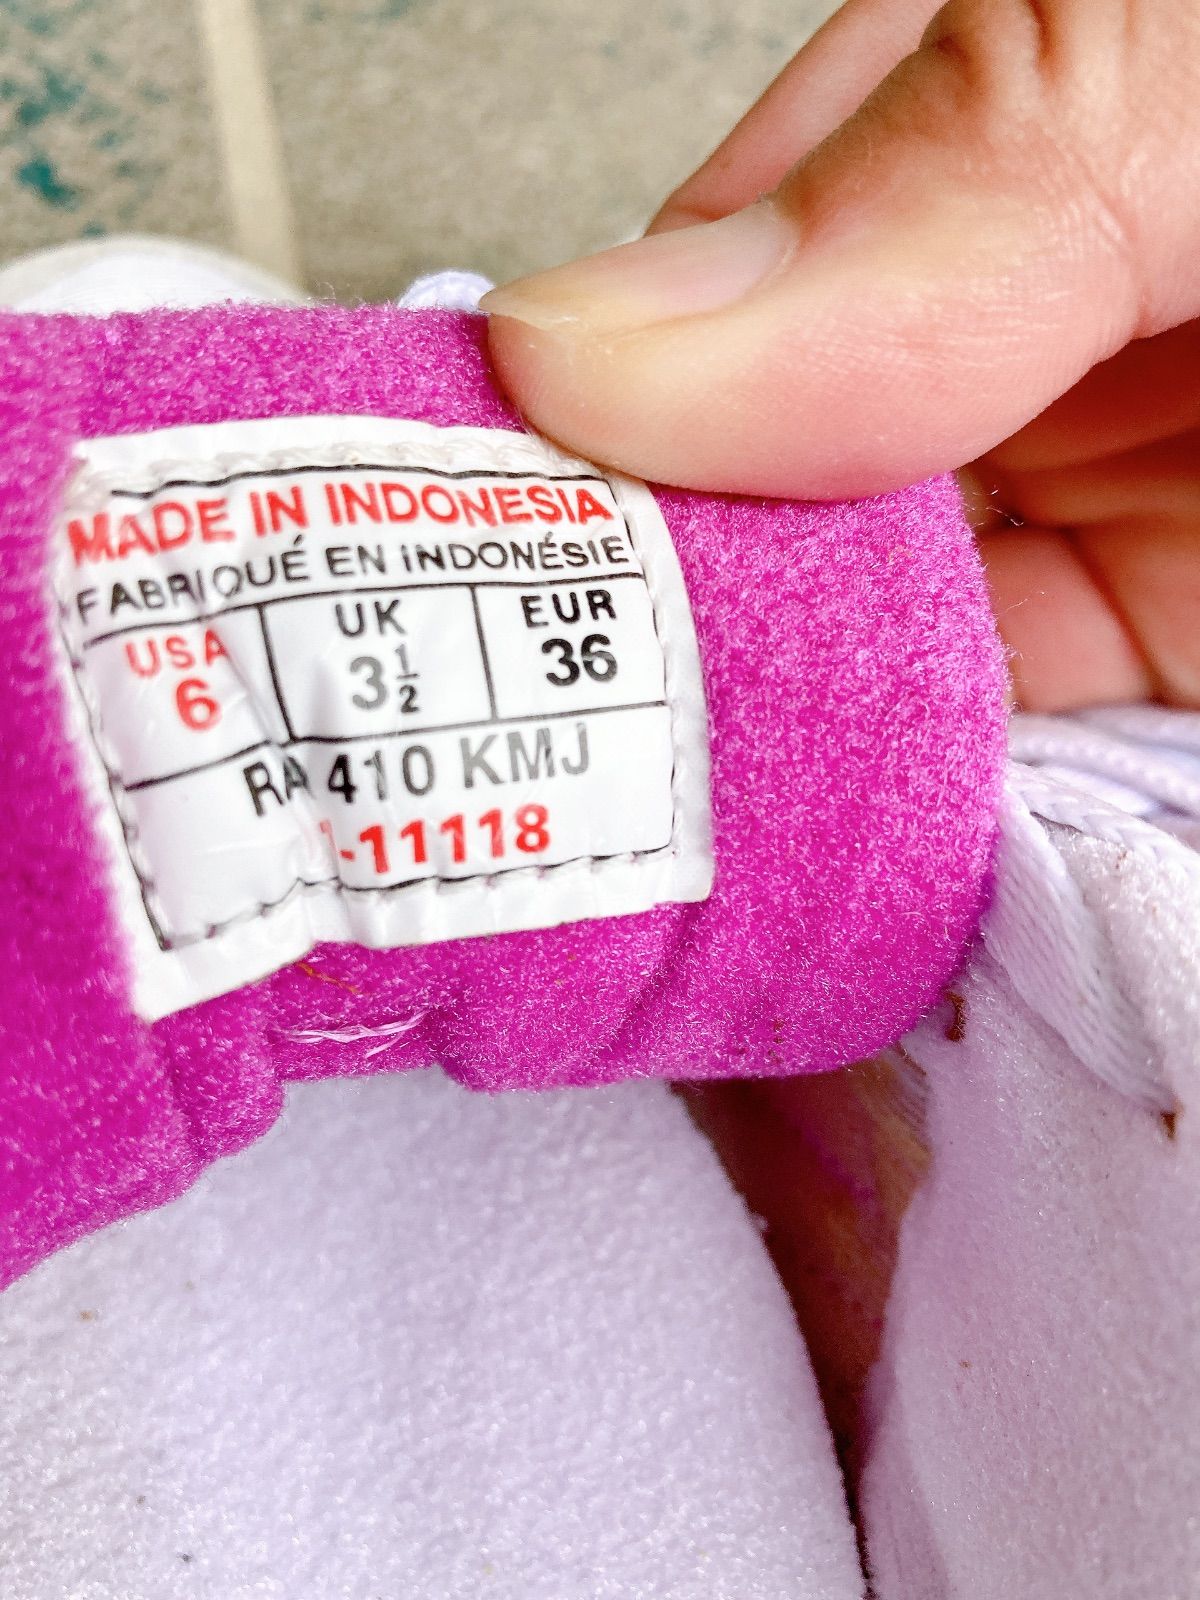 MADE IN INDONESIA
FABRIQUÉ EN INDONÉSIE
USA UK EUR
6 3½ 36
410 KMJ
-11118